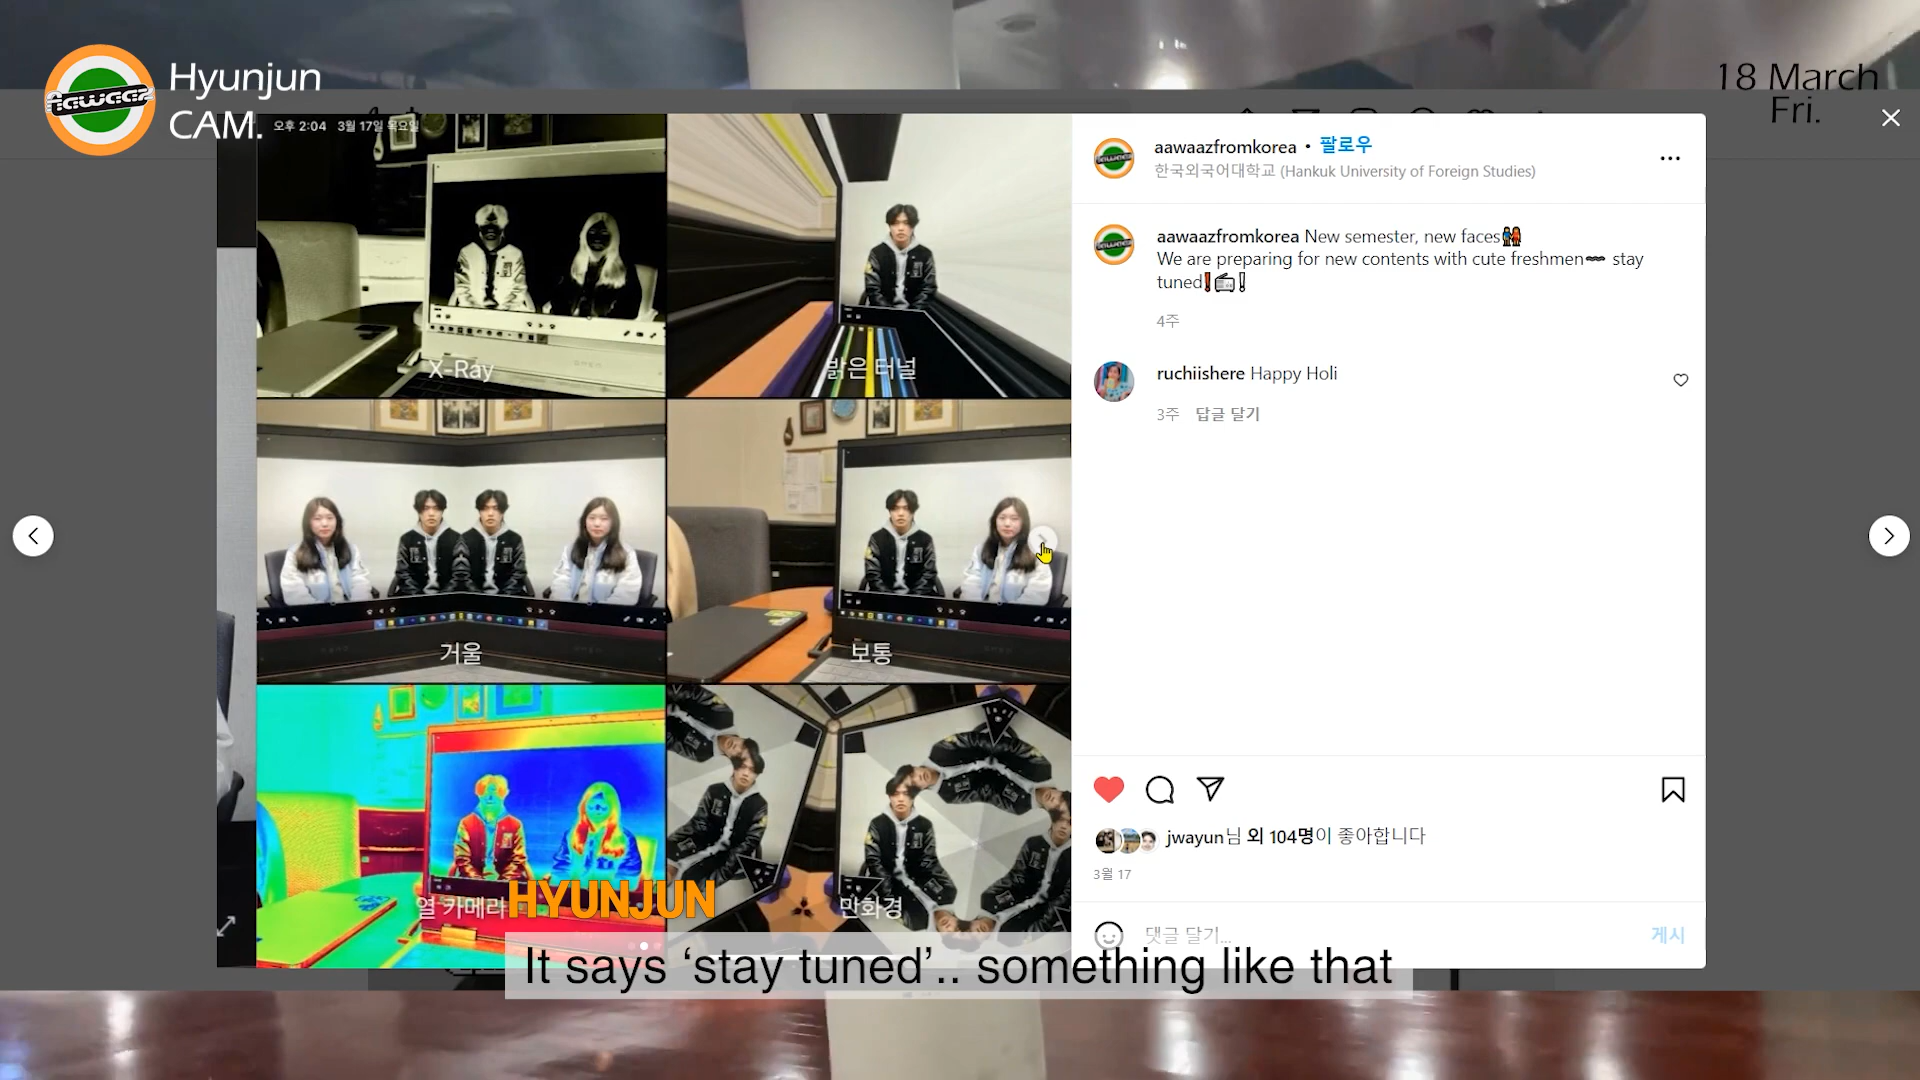 Aawaaz
Hyunjun
CAM.
18 March
Fri.
오후 2:04 3월 17일 목요일
X-Ray
밝은 터널
거울
보통
열 카메라
만화경
aawaazfromkorea • 팔로우
한국외국어대학교 (Hankuk University of Foreign Studies)
aawaazfromkorea New semester, new faces
We are preparing for new contents with cute freshmen stay
tuned
4주
ruchiishere Happy Holi
3주 답글 달기
jwayun님 외 104명이 좋아합니다
3월 17
댓글 달기...
게시
HYUNJUN
It says ‘stay tuned’.. something like that